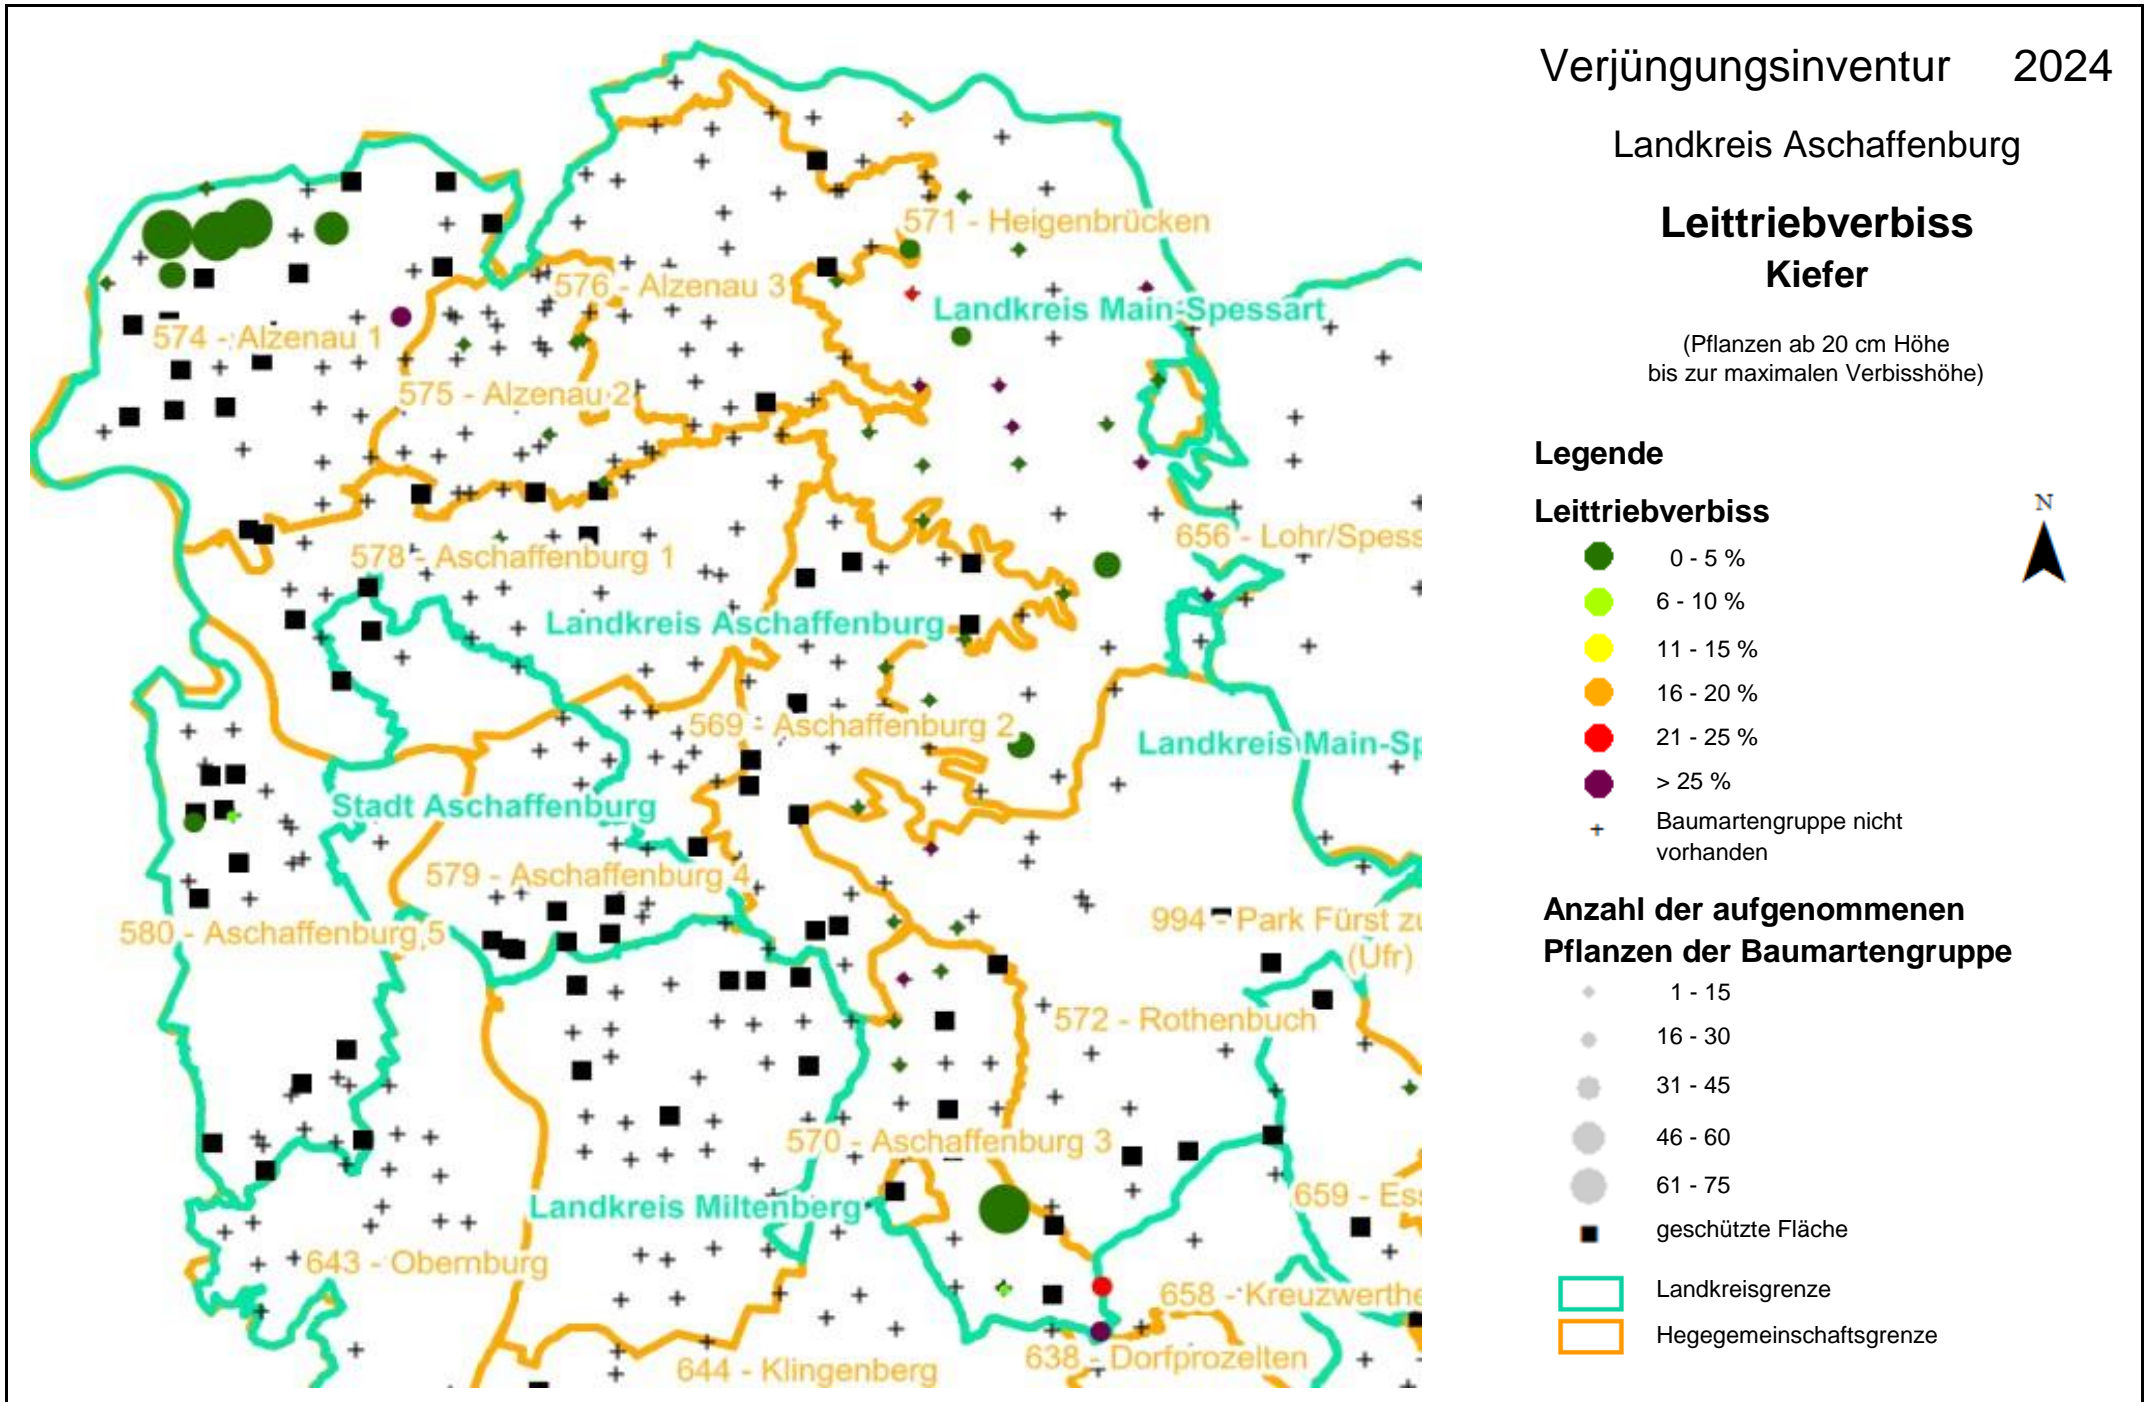 Verjüngungsinventur 2024
Landkreis Aschaffenburg
Leittriebverbiss
Kiefer
(Pflanzen ab 20 cm Höhe
bis zur maximalen Verbisshöhe)
Legende
Leittriebverbiss
N
0 - 5 %
6 - 10 %
11 - 15 %
16 - 20 %
21 - 25 %
> 25 %
Baumartengruppe nicht
vorhanden
Anzahl der aufgenommenen
Pflanzen der Baumartengruppe
1 - 15
16 - 30
31 - 45
46 - 60
61 - 75
geschützte Fläche
Landkreisgrenze
Hegegemeinschaftsgrenze
571 - Heigenbrücken
576 - Alzenau 3
Landkreis Main-Spessart
574 - Alzenau 1
575 - Alzenau 2
656 - Lohr/Spess
578 - Aschaffenburg 1
Landkreis Aschaffenburg
569 - Aschaffenburg 2
Landkreis Main-Sp
Stadt Aschaffenburg
579 - Aschaffenburg 4
580 - Aschaffenburg 5
994 - Park Fürst zu
(Ufr)
572 - Rothenbuch
570 - Aschaffenburg 3
Landkreis Miltenberg
659 - Ess
643 - Obernburg
658 - Kreuzwerthe
644 - Klingenberg
638 - Dorfprozelten